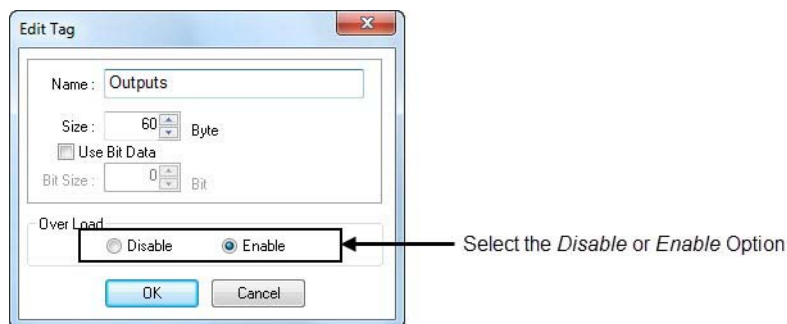 Edit Tag
Name : Outputs
Size : 60 Byte
Use Bit Data
Bit Size : 0 Bit
Over Load
Disable Enable
Select the Disable or Enable Option
OK Cancel